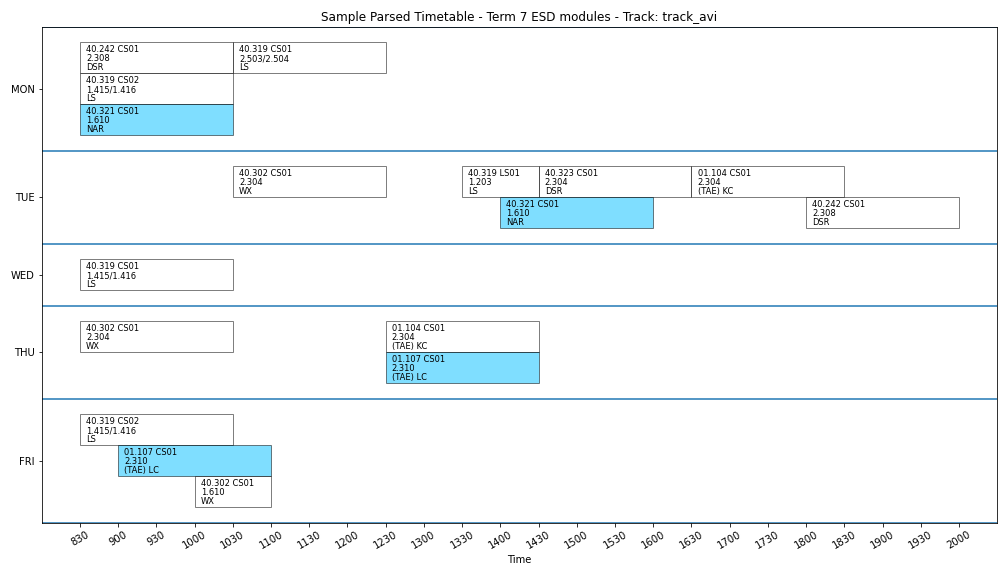 Sample Parsed Timetable - Term 7 ESD modules - Track: track_avi
MON
40.242 CS01
2.308
DSR
40.319 CS01
2.503/2.504
LS
40.319 CS02
1.415/1.416
LS
40.321 CS01
1.610
NAR
TUE
40.302 CS01
2.304
WX
40.319 LS01
1.203
LS
40.323 CS01
2.304
DSR
01.104 CS01
2.304
(TAE) KC
40.321 CS01
1.610
NAR
40.242 CS01
2.308
DSR
WED
40.319 CS01
1.415/1.416
LS
THU
40.302 CS01
2.304
WX
01.104 CS01
2.304
(TAE) KC
01.107 CS01
2.310
(TAE) LC
FRI
40.319 CS02
1.415/1.416
LS
01.107 CS01
2.310
(TAE) LC
40.302 CS01
1.610
WX
830 900 930 1000 1030 1100 1130 1200 1230 1300 1330 1400 1430 1500 1530 1600 1630 1700 1730 1800 1830 1900 1930 2000
Time